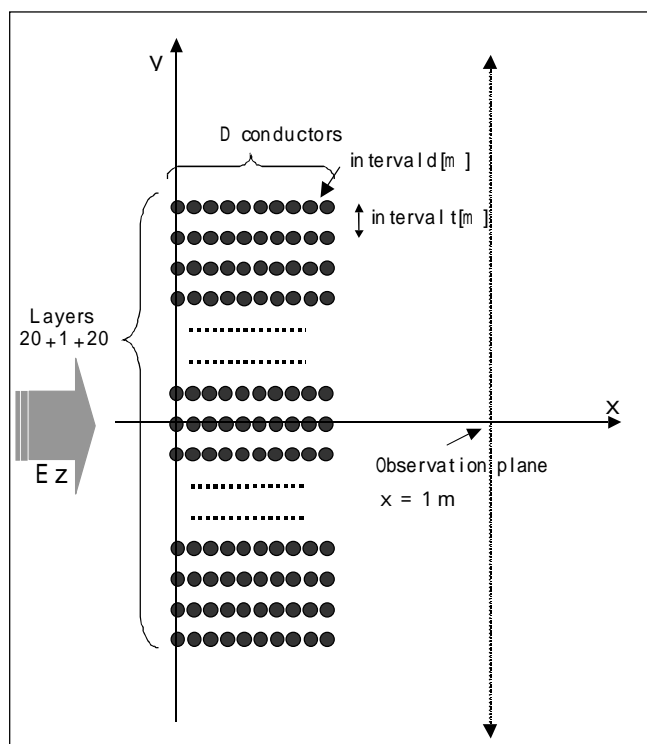 y
D conductors
interval d[m]
interval t[m]
Layers
20+1+20
x
Ez
Observation plane
x = 1 m